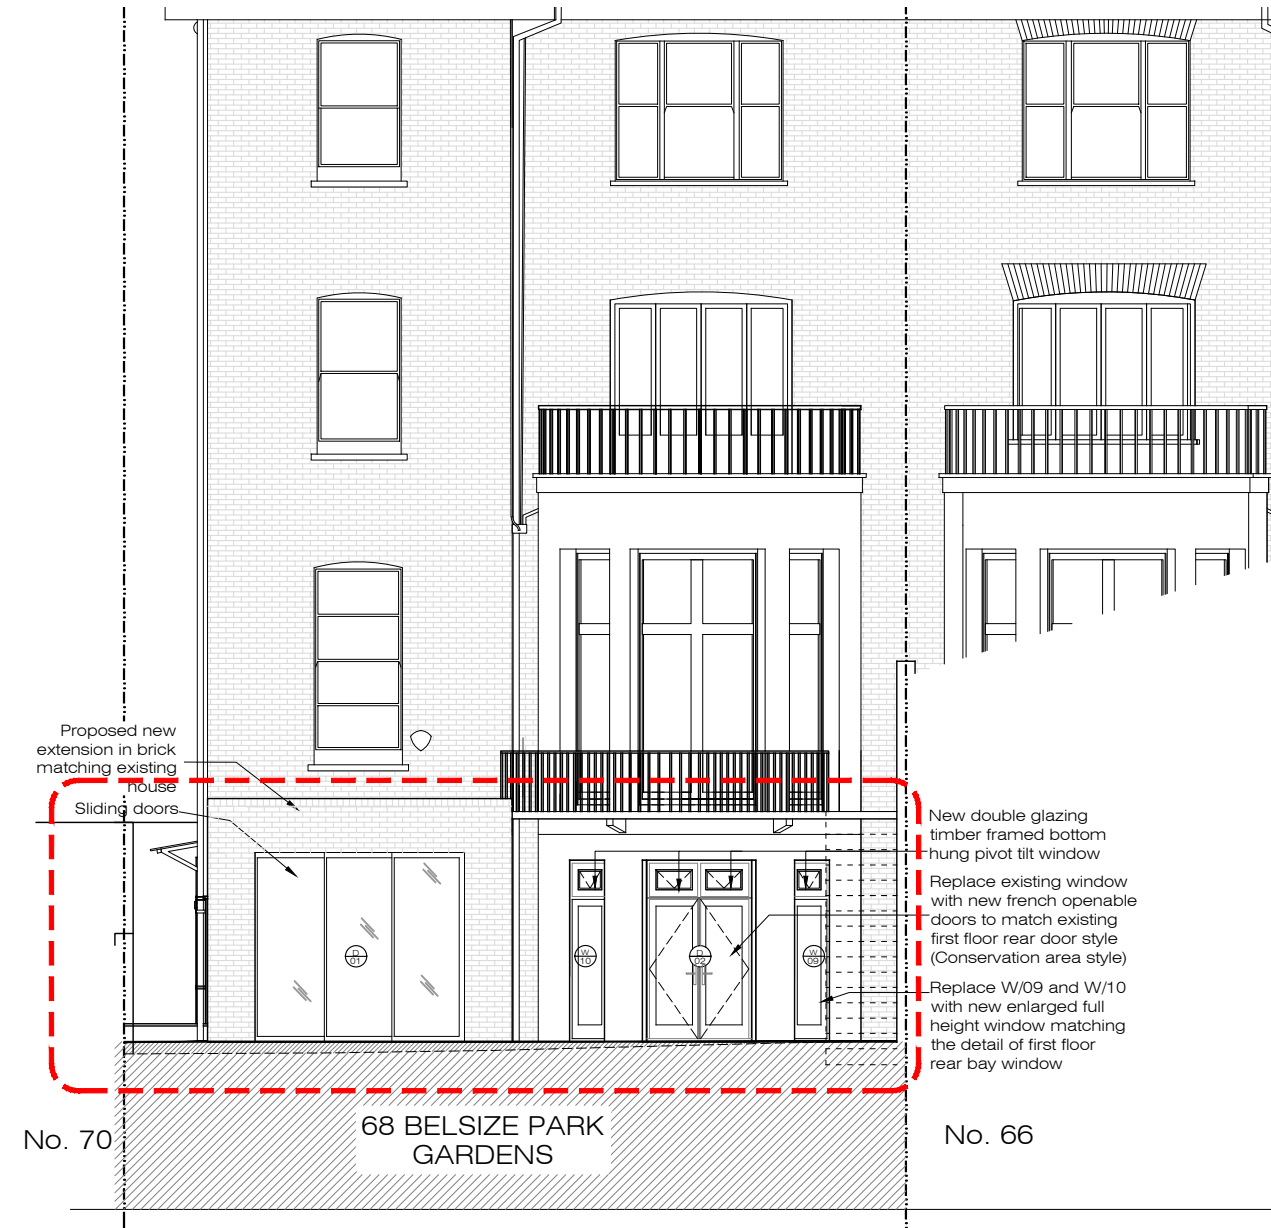 Proposed new
extension in brick
matching existing
house
Sliding doors
New double glazing
timber framed bottom
hung pivot tilt window
Replace existing window
with new french openable
doors to match existing
first floor rear door style
(Conservation area style)
Replace W/09 and W/10
with new enlarged full
height window matching
the detail of first floor
rear bay window
D
01
W
10
D
02
W
09
No. 70
68 BELSIZE PARK
GARDENS
No. 66